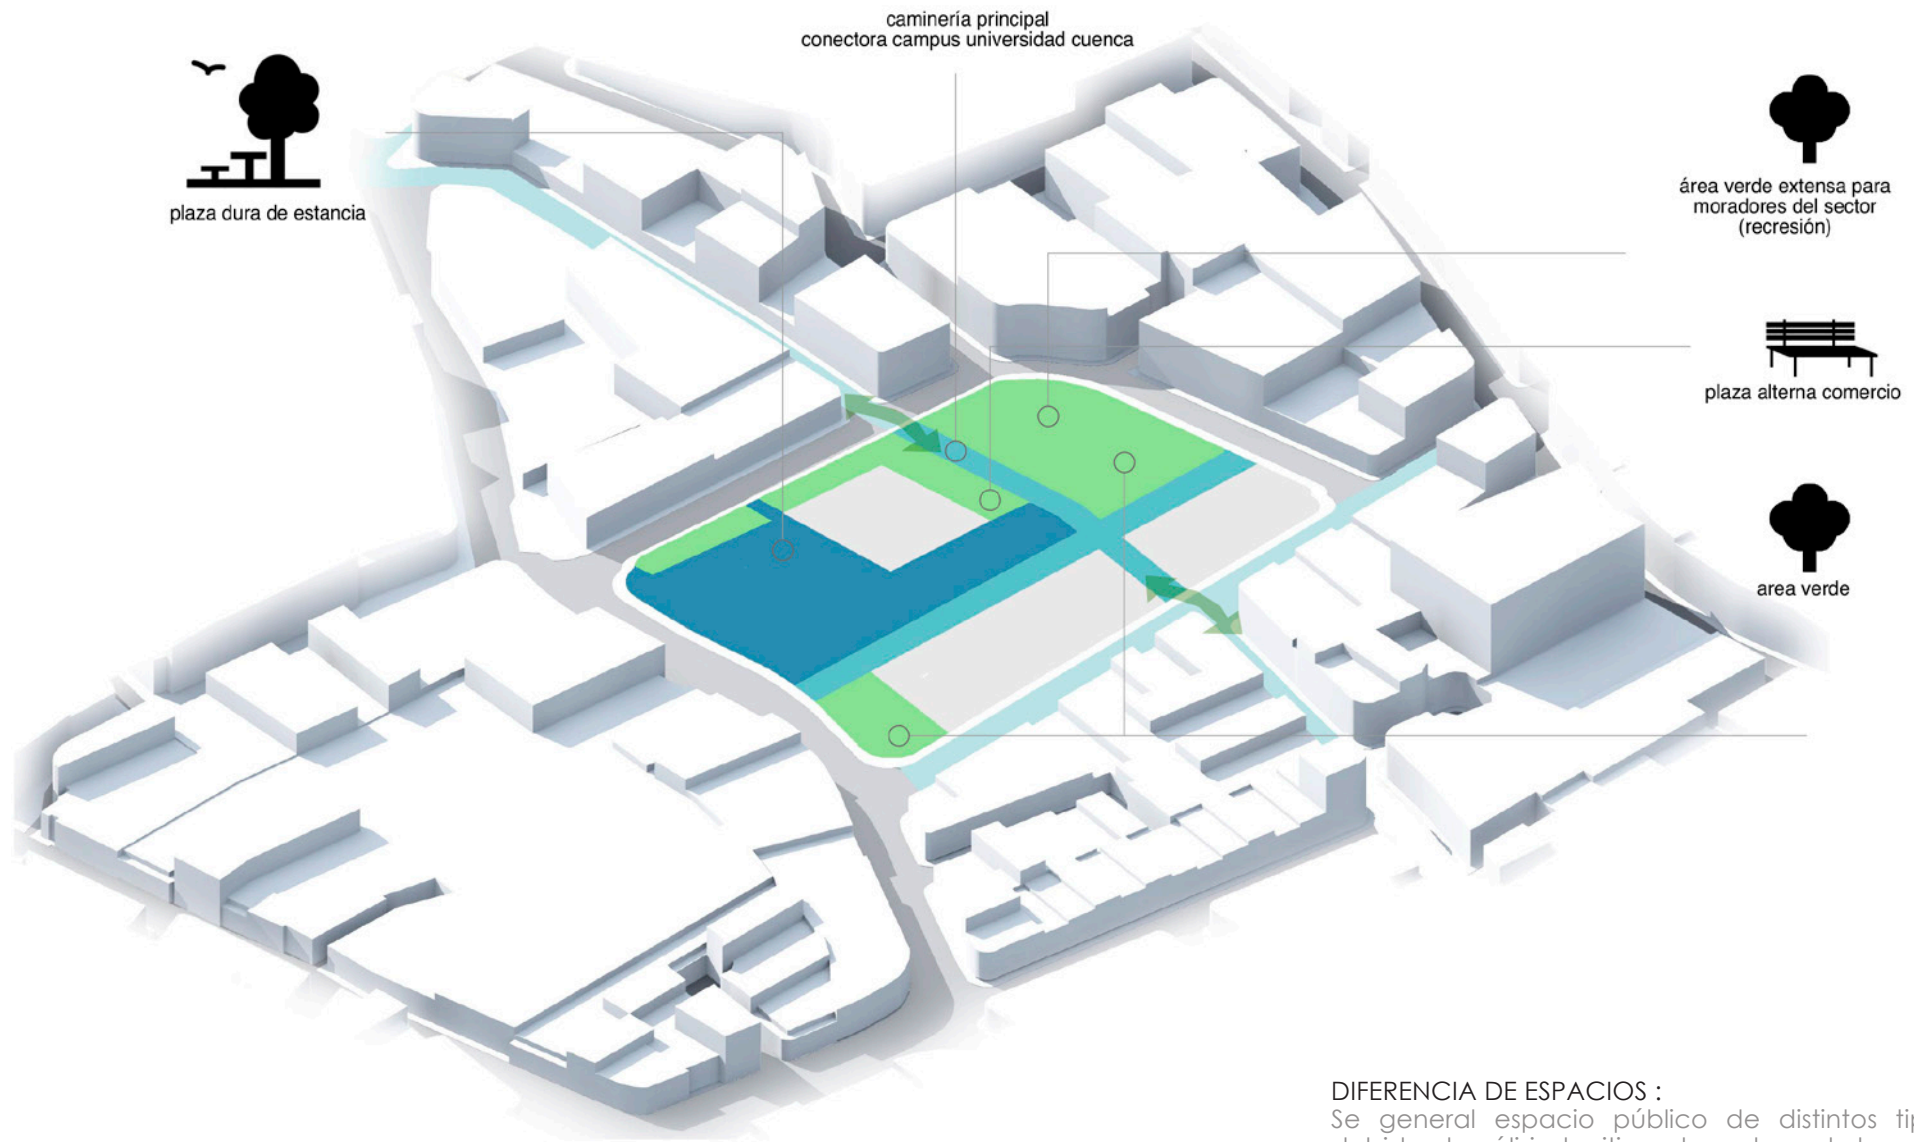 caminería principal
conectora campus universidad cuenca
plaza dura de estancia
área verde extensa para
moradores del sector
(recresión)
plaza alterna comercio
area verde
DIFERENCIA DE ESPACIOS :
Se general espacio público de distintos